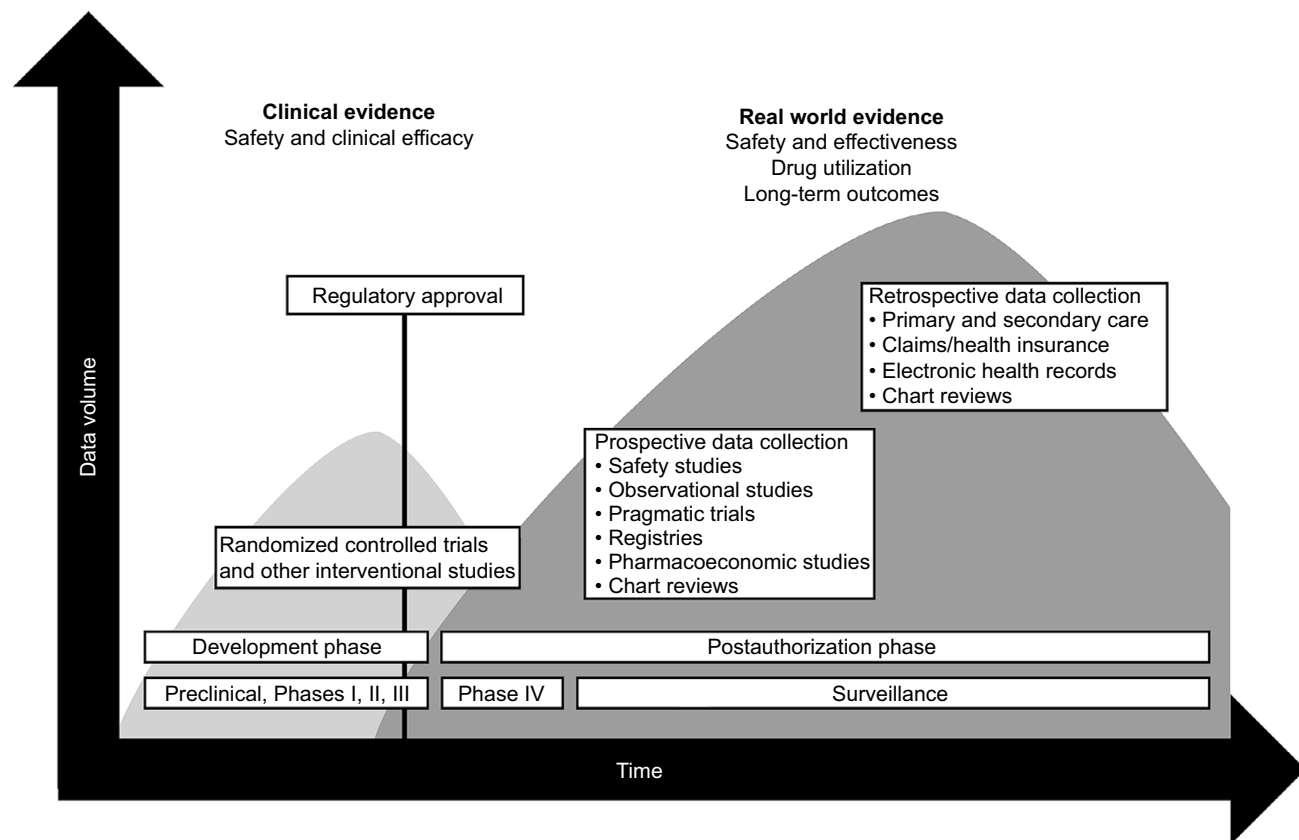 Clinical evidence
Safety and clinical efficacy
Real world evidence
Safety and effectiveness
Drug utilization
Long-term outcomes
Regulatory approval
Retrospective data collection
• Primary and secondary care
• Claims/health insurance
• Electronic health records
• Chart reviews
Data volume
Prospective data collection
• Safety studies
• Observational studies
• Pragmatic trials
• Registries
• Pharmacoeconomic studies
• Chart reviews
Randomized controlled trials
and other interventional studies
Development phase
Postauthorization phase
Preclinical, Phases I, II, III
Phase IV
Surveillance
Time